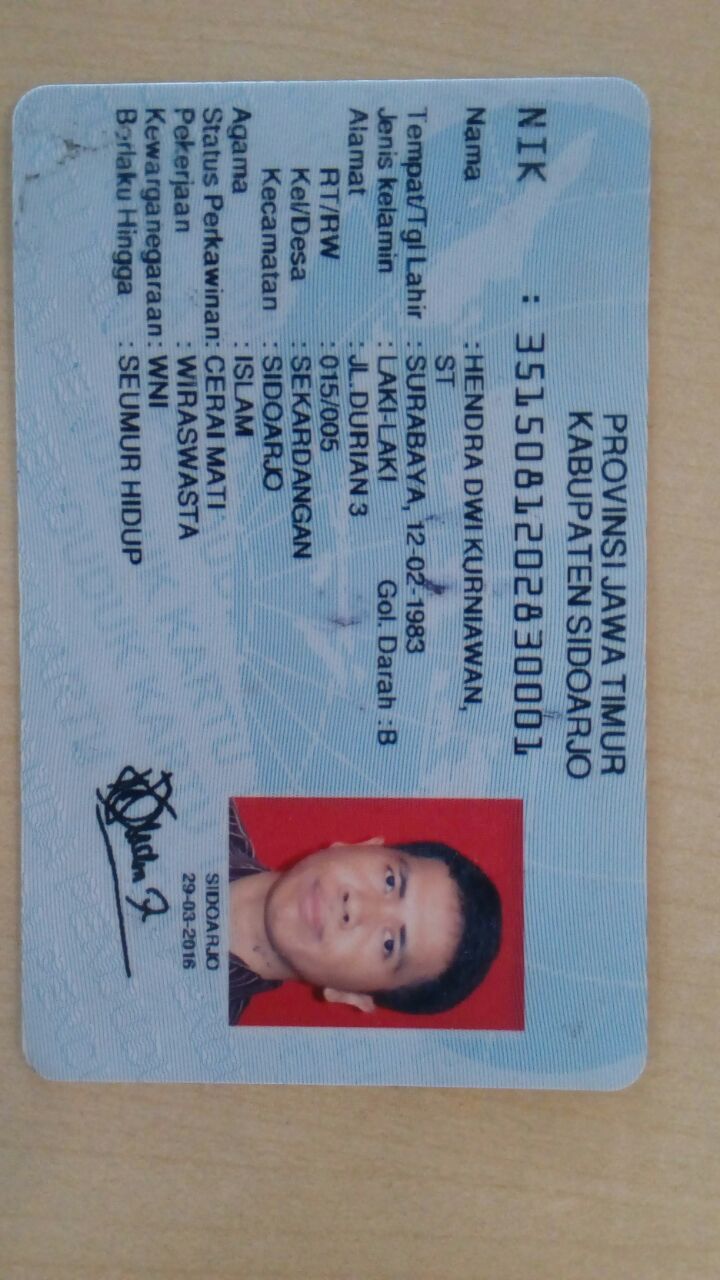 PROVINSI JAWA TIMUR
KABUPATEN SIDOARJO
NIK : 3515081202830001
Nama : HENDRA DWI KURNIAWAN,
ST
Tempat/Tgl Lahir : SURABAYA, 12-02-1983
Jenis kelamin : LAKI-LAKI Gol. Darah :B
Alamat : JL.DURIAN 3
RT/RW : 015/005
Kel/Desa : SEKARDANGAN
Kecamatan : SIDOARJO
Agama : ISLAM
Status Perkawinan: CERAI MATI
Pekerjaan : WIRASWASTA
Kewarganegaraan: WNI
Berlaku Hingga : SEUMUR HIDUP
SIDOARJO
29-03-2016